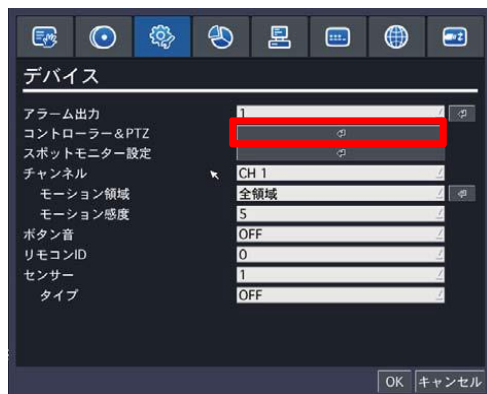 デバイス
アラーム出力 1
コントローラー&PTZ
スポットモニター設定
チャンネル CH 1
モーション領域 全領域
モーション感度 5
ボタン音 OFF
リモコンID 0
センサー 1
タイプ OFF
OK キャンセル